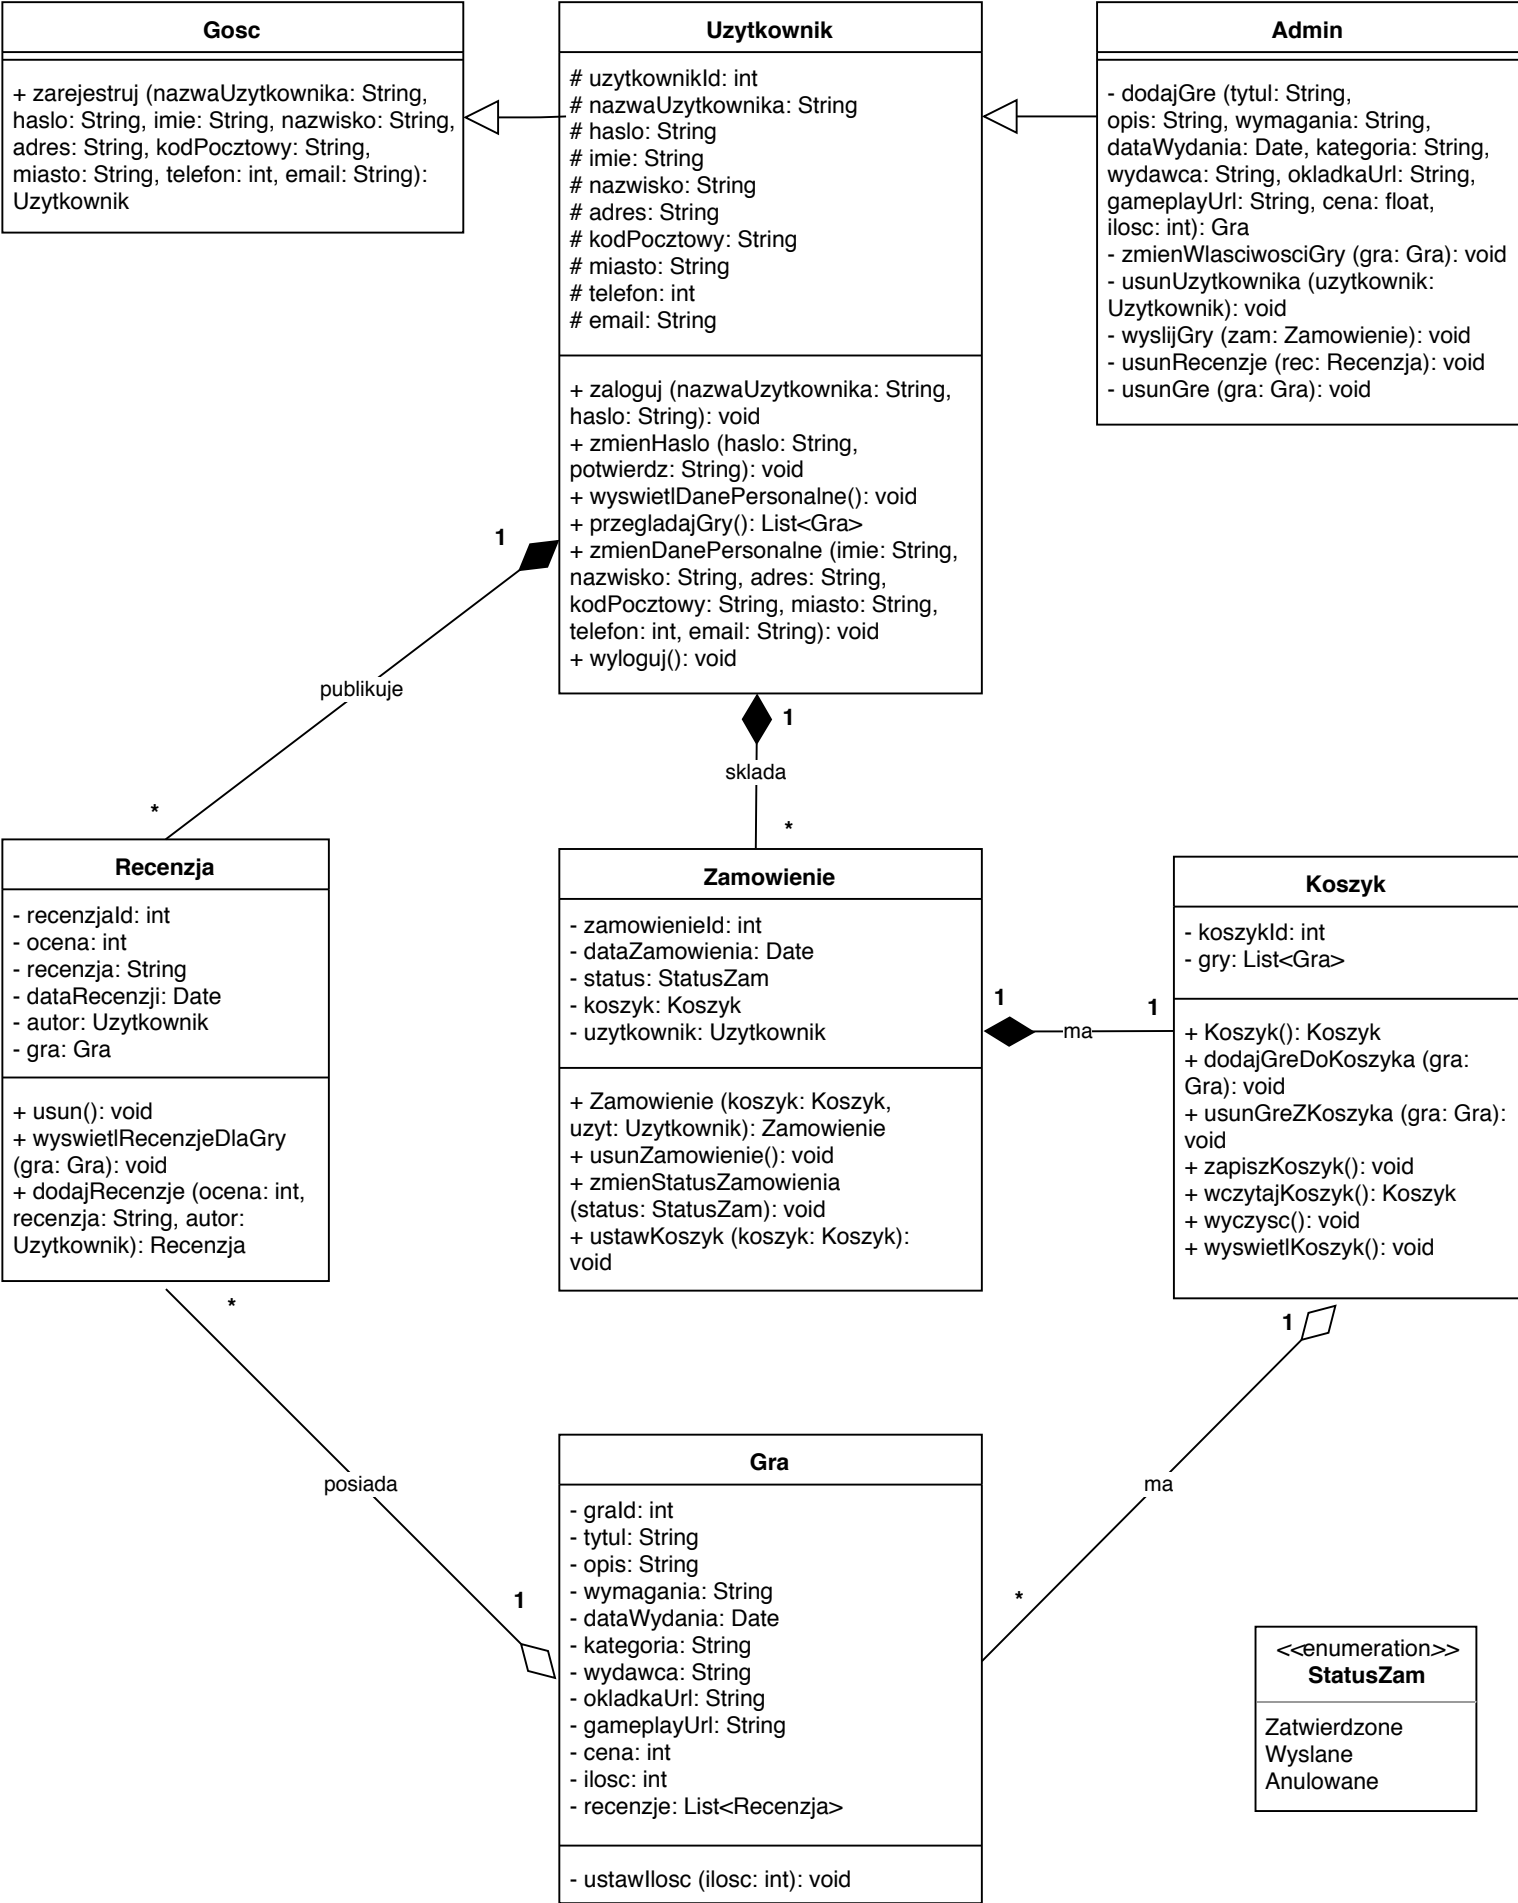 Gosc
+ zarejestruj (nazwaUzytkownika: String,
haslo: String, imie: String, nazwisko: String,
adres: String, kodPocztowy: String,
miasto: String, telefon: int, email: String):
Uzytkownik
Uzytkownik
# uzytkownikId: int
# nazwaUzytkownika: String
# haslo: String
# imie: String
# nazwisko: String
# adres: String
# kodPocztowy: String
# miasto: String
# telefon: int
# email: String
+ zaloguj (nazwaUzytkownika: String,
haslo: String): void
+ zmienHaslo (haslo: String,
potwierdz: String): void
+ wyswietlDanePersonalne(): void
+ przegladajGry(): List<Gra>
+ zmienDanePersonalne (imie: String,
nazwisko: String, adres: String,
kodPocztowy: String, miasto: String,
telefon: int, email: String): void
+ wyloguj(): void
Admin
- dodajGre (tytul: String,
opis: String, wymagania: String,
dataWydania: Date, kategoria: String,
wydawca: String, okladkaUrl: String,
gameplayUrl: String, cena: float,
ilosc: int): Gra
- zmienWlasciwosciGry (gra: Gra): void
- usunUzytkownika (uzytkownik:
Uzytkownik): void
- wyslijGry (zam: Zamowienie): void
- usunRecenzje (rec: Recenzja): void
- usunGre (gra: Gra): void
1
publikuje
*
1
sklada
*
Recenzja
- recenzjaId: int
- ocena: int
- recenzja: String
- dataRecenzji: Date
- autor: Uzytkownik
- gra: Gra
+ usun(): void
+ wyswietlRecenzjeDlaGry
(gra: Gra): void
+ dodajRecenzje (ocena: int,
recenzja: String, autor:
Uzytkownik): Recenzja
Zamowienie
- zamowienieId: int
- dataZamowienia: Date
- status: StatusZam
- koszyk: Koszyk
- uzytkownik: Uzytkownik
+ Zamowienie (koszyk: Koszyk,
uzyt: Uzytkownik): Zamowienie
+ usunZamowienie(): void
+ zmienStatusZamowienia
(status: StatusZam): void
+ ustawKoszyk (koszyk: Koszyk):
void
1
ma
1
Koszyk
- koszykId: int
- gry: List<Gra>
+ Koszyk(): Koszyk
+ dodajGreDoKoszyka (gra:
Gra): void
+ usunGreZKoszyka (gra: Gra):
void
+ zapiszKoszyk(): void
+ wczytajKoszyk(): Koszyk
+ wyczysc(): void
+ wyswietlKoszyk(): void
*
posiada
1
1
ma
*
Gra
- graId: int
- tytul: String
- opis: String
- wymagania: String
- dataWydania: Date
- kategoria: String
- wydawca: String
- okladkaUrl: String
- gameplayUrl: String
- cena: int
- ilosc: int
- recenzje: List<Recenzja>
- ustawIlosc (ilosc: int): void
<<enumeration>>
StatusZam
Zatwierdzone
Wyslane
Anulowane